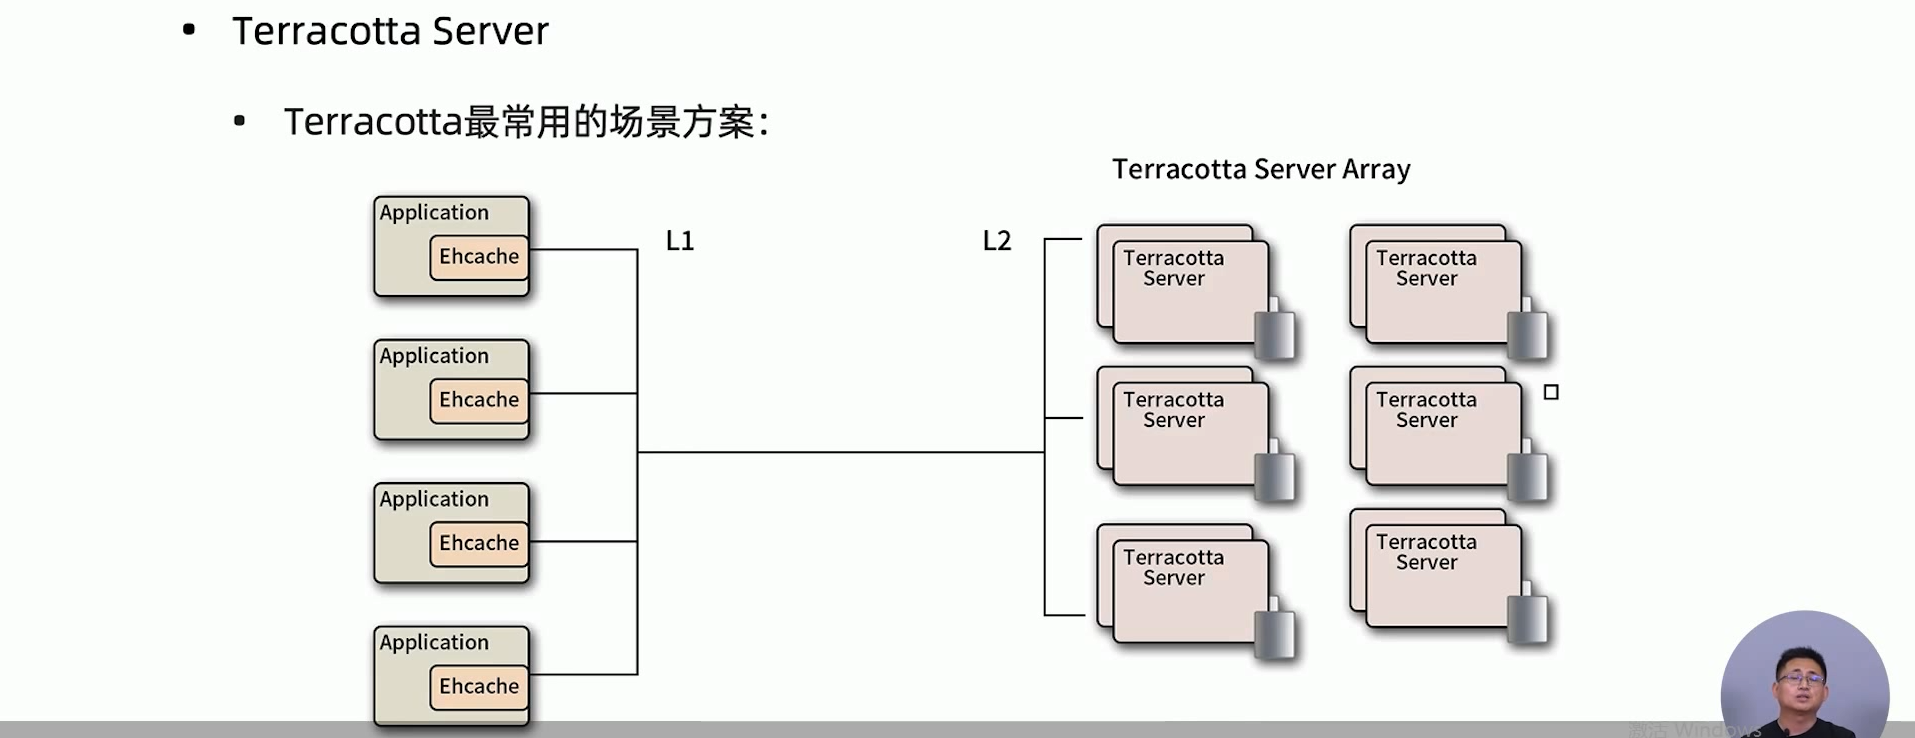 • Terracotta Server
• Terracotta最常用的场景方案：
Terracotta Server Array
Application
Ehcache
L1
L2
Terracotta
Server
Terracotta
Server
Application
Ehcache
Terracotta
Server
Terracotta
Server
Application
Ehcache
Terracotta
Server
Terracotta
Server
Application
Ehcache
激活 Windows